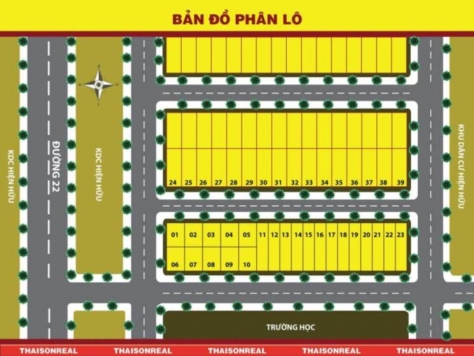 BẢN ĐỒ PHÂN LÔ
KDC HIỆN HỮU
ĐƯỜNG 22
KDC HIỆN HỮU
KHU DÂN CƯ HIỆN HỮU
24 25 26 27 28 29 30 31 32 33 34 35 36 37 38 39
01 02 03 04 05 11 12 13 14 15 16 17 18 19 20 21 22 23
06 07 08 09 10
TRƯỜNG HỌC
THAISONREAL THAISONREAL THAISONREAL THAISONREAL THAISONREAL